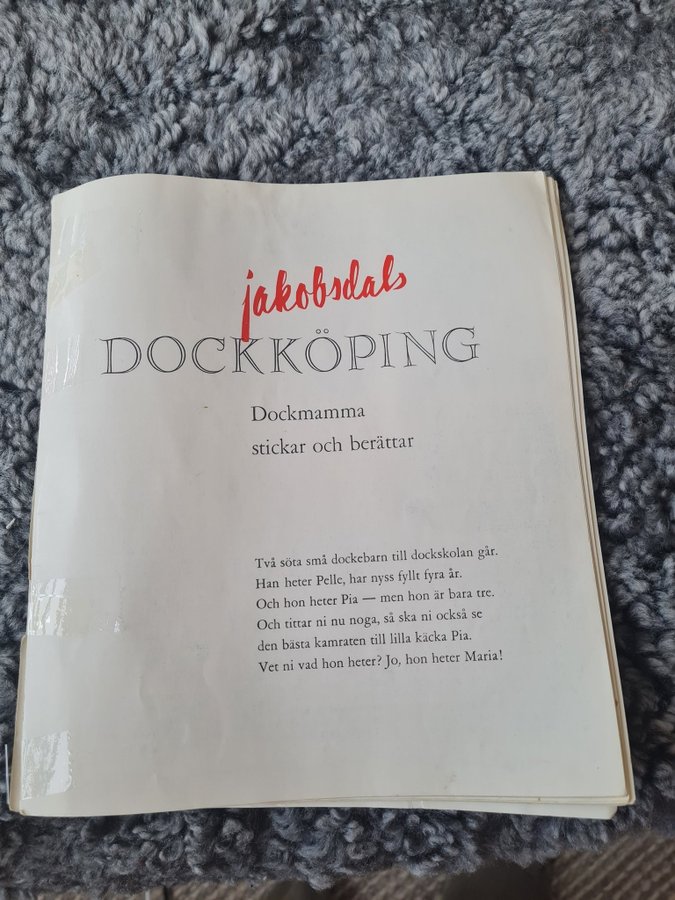 jakobsdals
DOCKKÖPING
Dockmamma
stickar och berättar
Två söta små dockebarn till dockskolan går.
Han heter Pelle, har nyss fyllt fyra år.
Och hon heter Pia — men hon är bara tre.
Och tittar ni nu noga, så ska ni också se
den bästa kamraten till lilla käcka Pia.
Vet ni vad hon heter? Jo, hon heter Maria!